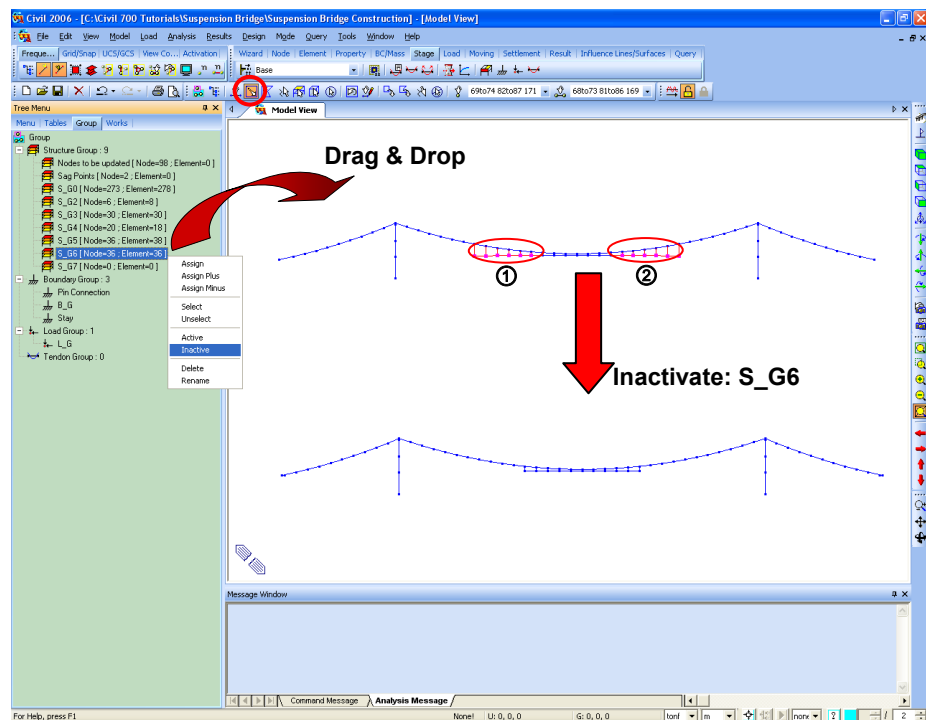 Civil 2006 - [C:\Civil 700 Tutorials\Suspension Bridge\Suspension Bridge Construction] - [Model View]
File Edit View Model Load Analysis Results Design Mode Query Tools Window Help
Freque... Grid/Snap UCS/GCS View Co... Activation Wizard Node Element Property BC/Mass Stage Load Moving Settlement Result Influence Lines/Surfaces Query
Base
69to74 82to87 171 68to73 81to86 169
Tree Menu
Model View
Menu Tables Group Works
Group
Structure Group : 9
Nodes to be updated [ Node=98 ; Element=0 ]
Sag Points [ Node=2 ; Element=0 ]
S_G0 [ Node=273 ; Element=278 ]
S_G2 [ Node=6 ; Element=8 ]
S_G3 [ Node=30 ; Element=30 ]
S_G4 [ Node=20 ; Element=18 ]
S_G5 [ Node=36 ; Element=38 ]
S_G6 [ Node=36 ; Element=36 ]
S_G7 [ Node=0 ; Element=0 ]
Boundary Group : 3
Pin Connection
B_G
Stay
Load Group : 1
L_G
Tendon Group : 0
Assign
Assign Plus
Assign Minus
Select
Unselect
Active
Inactive
Delete
Rename
Drag & Drop
① ②
Inactivate: S_G6
Message Window
Command Message Analysis Message
For Help, press F1
None! U: 0, 0, 0 G: 0, 0, 0 tonf m none ? / 2